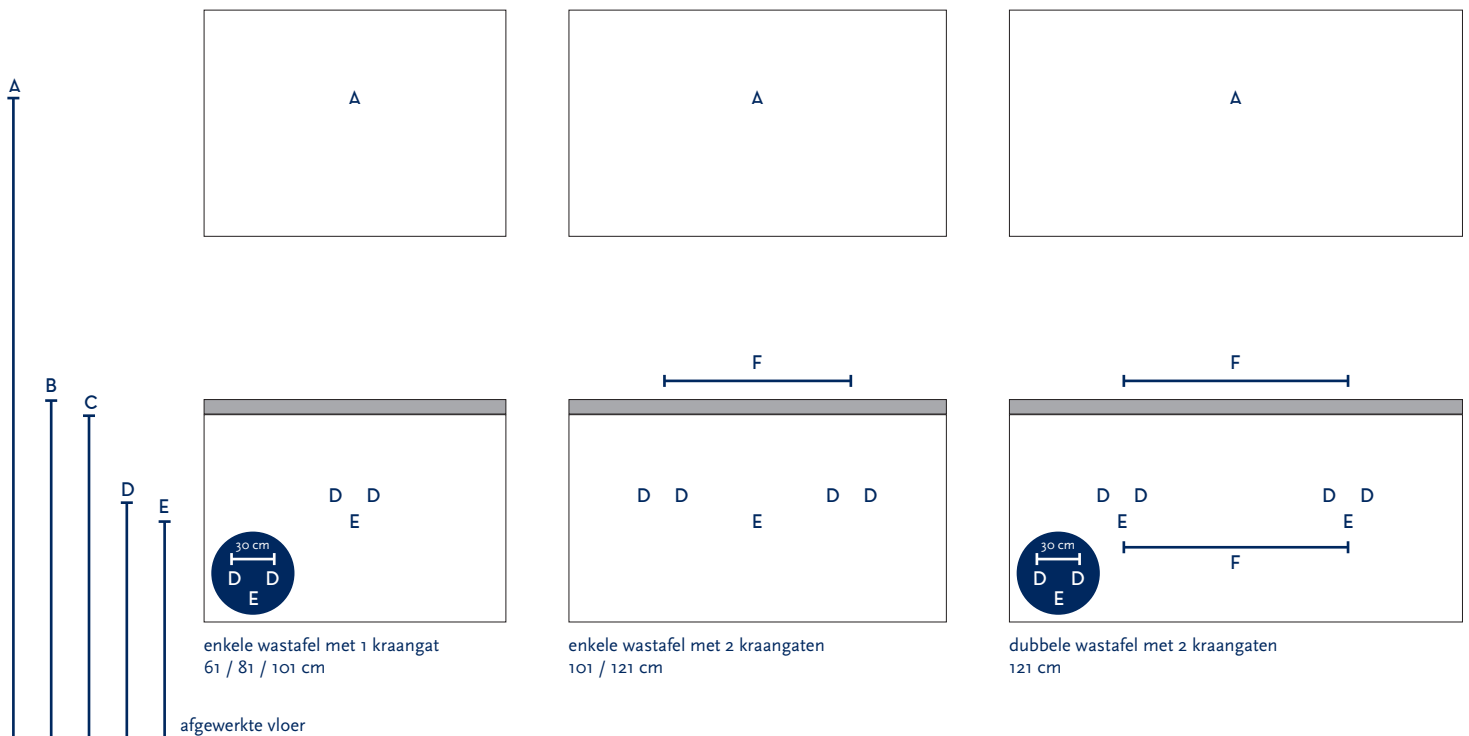 A
A
A
A
F
F
B
C
D
E
D D
E
30 cm
D D
E
D D
D D
E
D D
D D
E
E
F
30 cm
D D
E
enkele wastafel met 1 kraangat
61 / 81 / 101 cm
enkele wastafel met 2 kraangaten
101 / 121 cm
dubbele wastafel met 2 kraangaten
121 cm
afgewerkte vloer